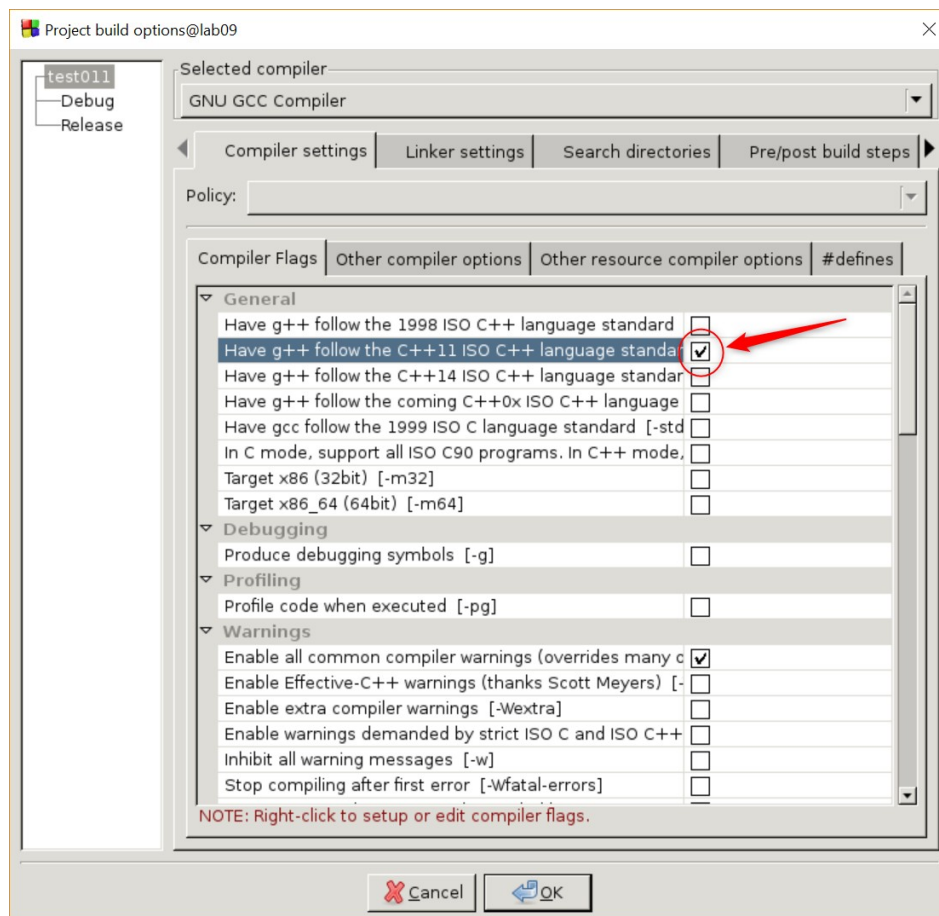 Project build options@lab09
test011
Debug
Release
Selected compiler
GNU GCC Compiler
Compiler settings
Linker settings
Search directories
Pre/post build steps
Policy:
Compiler Flags
Other compiler options
Other resource compiler options
#defines
General
Have g++ follow the 1998 ISO C++ language standard
Have g++ follow the C++11 ISO C++ language standar
Have g++ follow the C++14 ISO C++ language standar
Have g++ follow the coming C++0x ISO C++ language
Have gcc follow the 1999 ISO C language standard [-std
In C mode, support all ISO C90 programs. In C++ mode,
Target x86 (32bit) [-m32]
Target x86_64 (64bit) [-m64]
Debugging
Produce debugging symbols [-g]
Profiling
Profile code when executed [-pg]
Warnings
Enable all common compiler warnings (overrides many
Enable Effective-C++ warnings (thanks Scott Meyers) [-
Enable extra compiler warnings [-Wextra]
Enable warnings demanded by strict ISO C and ISO C++
Inhibit all warning messages [-w]
Stop compiling after first error [-Wfatal-errors]
NOTE: Right-click to setup or edit compiler flags.
Cancel
OK